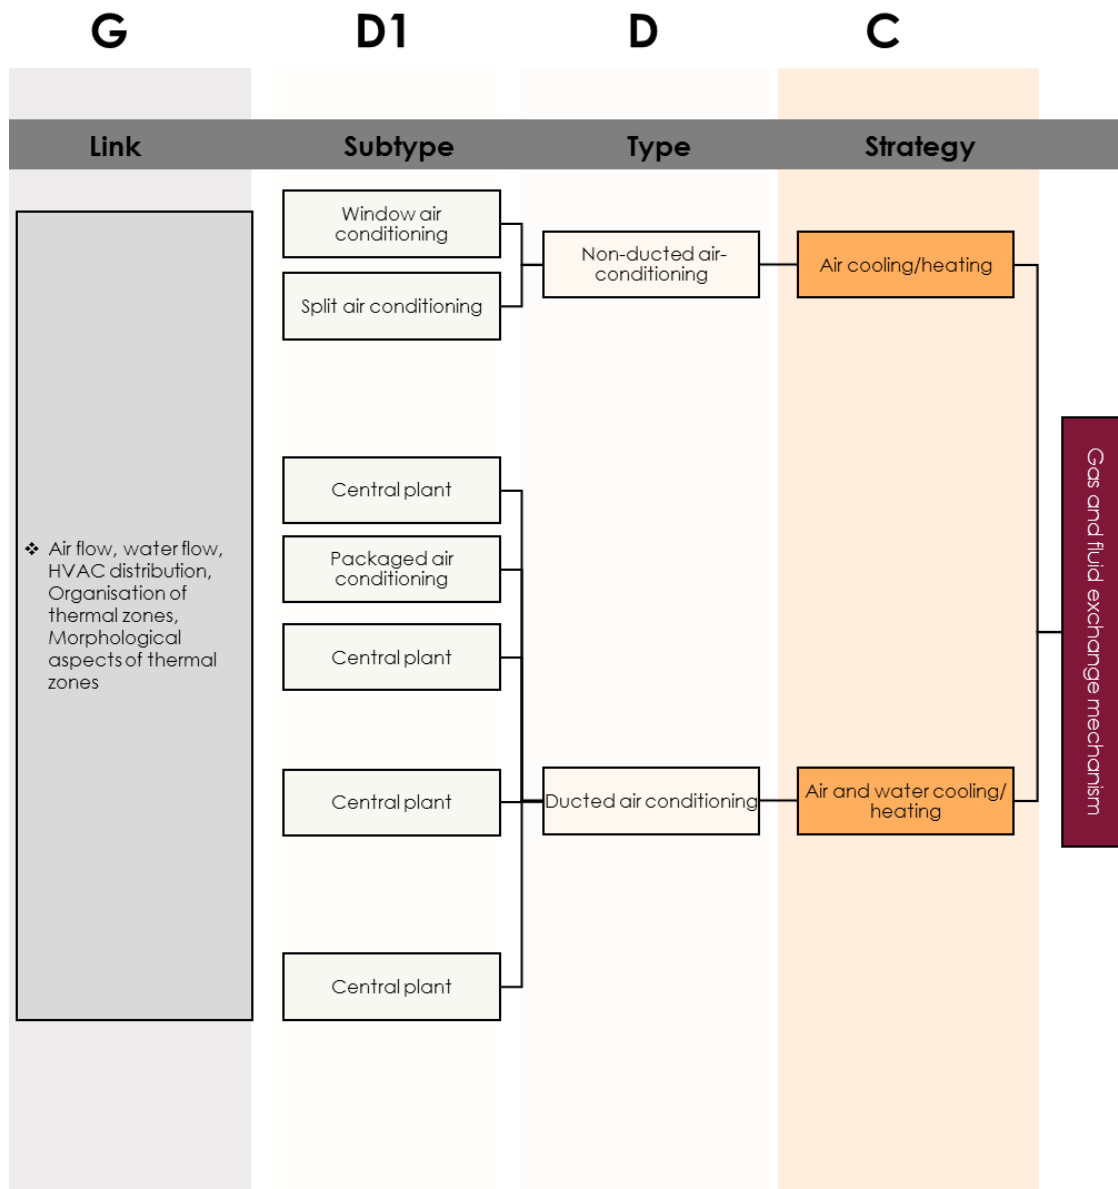 G D1 D C
Link Subtype Type Strategy
Window air
conditioning
Split air conditioning
Non-ducted air-
conditioning
Air cooling/heating
❖ Air flow, water flow,
HVAC distribution,
Organisation of
thermal zones,
Morphological
aspects of thermal
zones
Central plant
Packaged air
conditioning
Central plant
Central plant
Central plant
Ducted air conditioning
Air and water cooling/
heating
Gas and fluid exchange mechanism